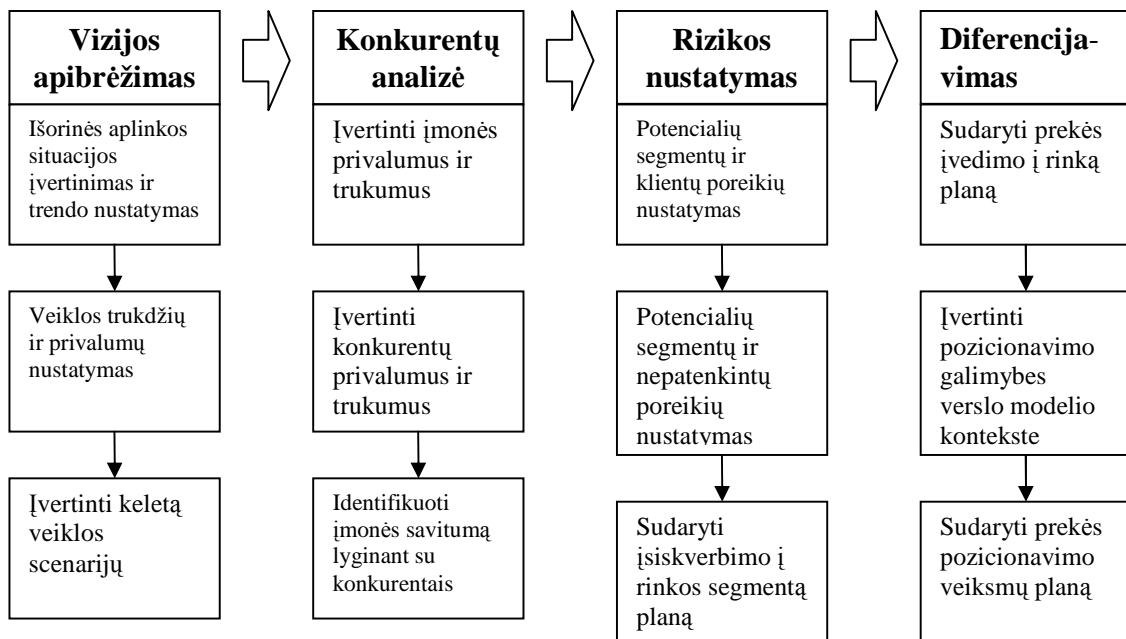 Vizijos
apibrėžimas
Išorinės aplinkos
situacijos
įvertinimas ir
trendo nustatymas
Veiklos trukdžių
ir privalumų
nustatymas
Įvertinti keletą
veiklos
scenarijų
Konkurentų
analizė
Įvertinti įmonės
privalumus ir
trukumus
Įvertinti
konkurentų
privalumus ir
trukumus
Identifikuoti
įmonės savitumą
lyginant su
konkurentais
Rizikos
nustatymas
Potencialių
segmentų ir
klientų poreikių
nustatymas
Potencialių
segmentų ir
nepatenkintų
poreikių
nustatymas
Sudaryti
įsiskverbimo į
rinkos segmentą
planą
Diferencija-
vimas
Sudaryti prekės
įvedimo į rinką
planą
Įvertinti
pozicionavimo
galimybes
verslo modelio
kontekste
Sudaryti prekės
pozicionavimo
veiksmų planą